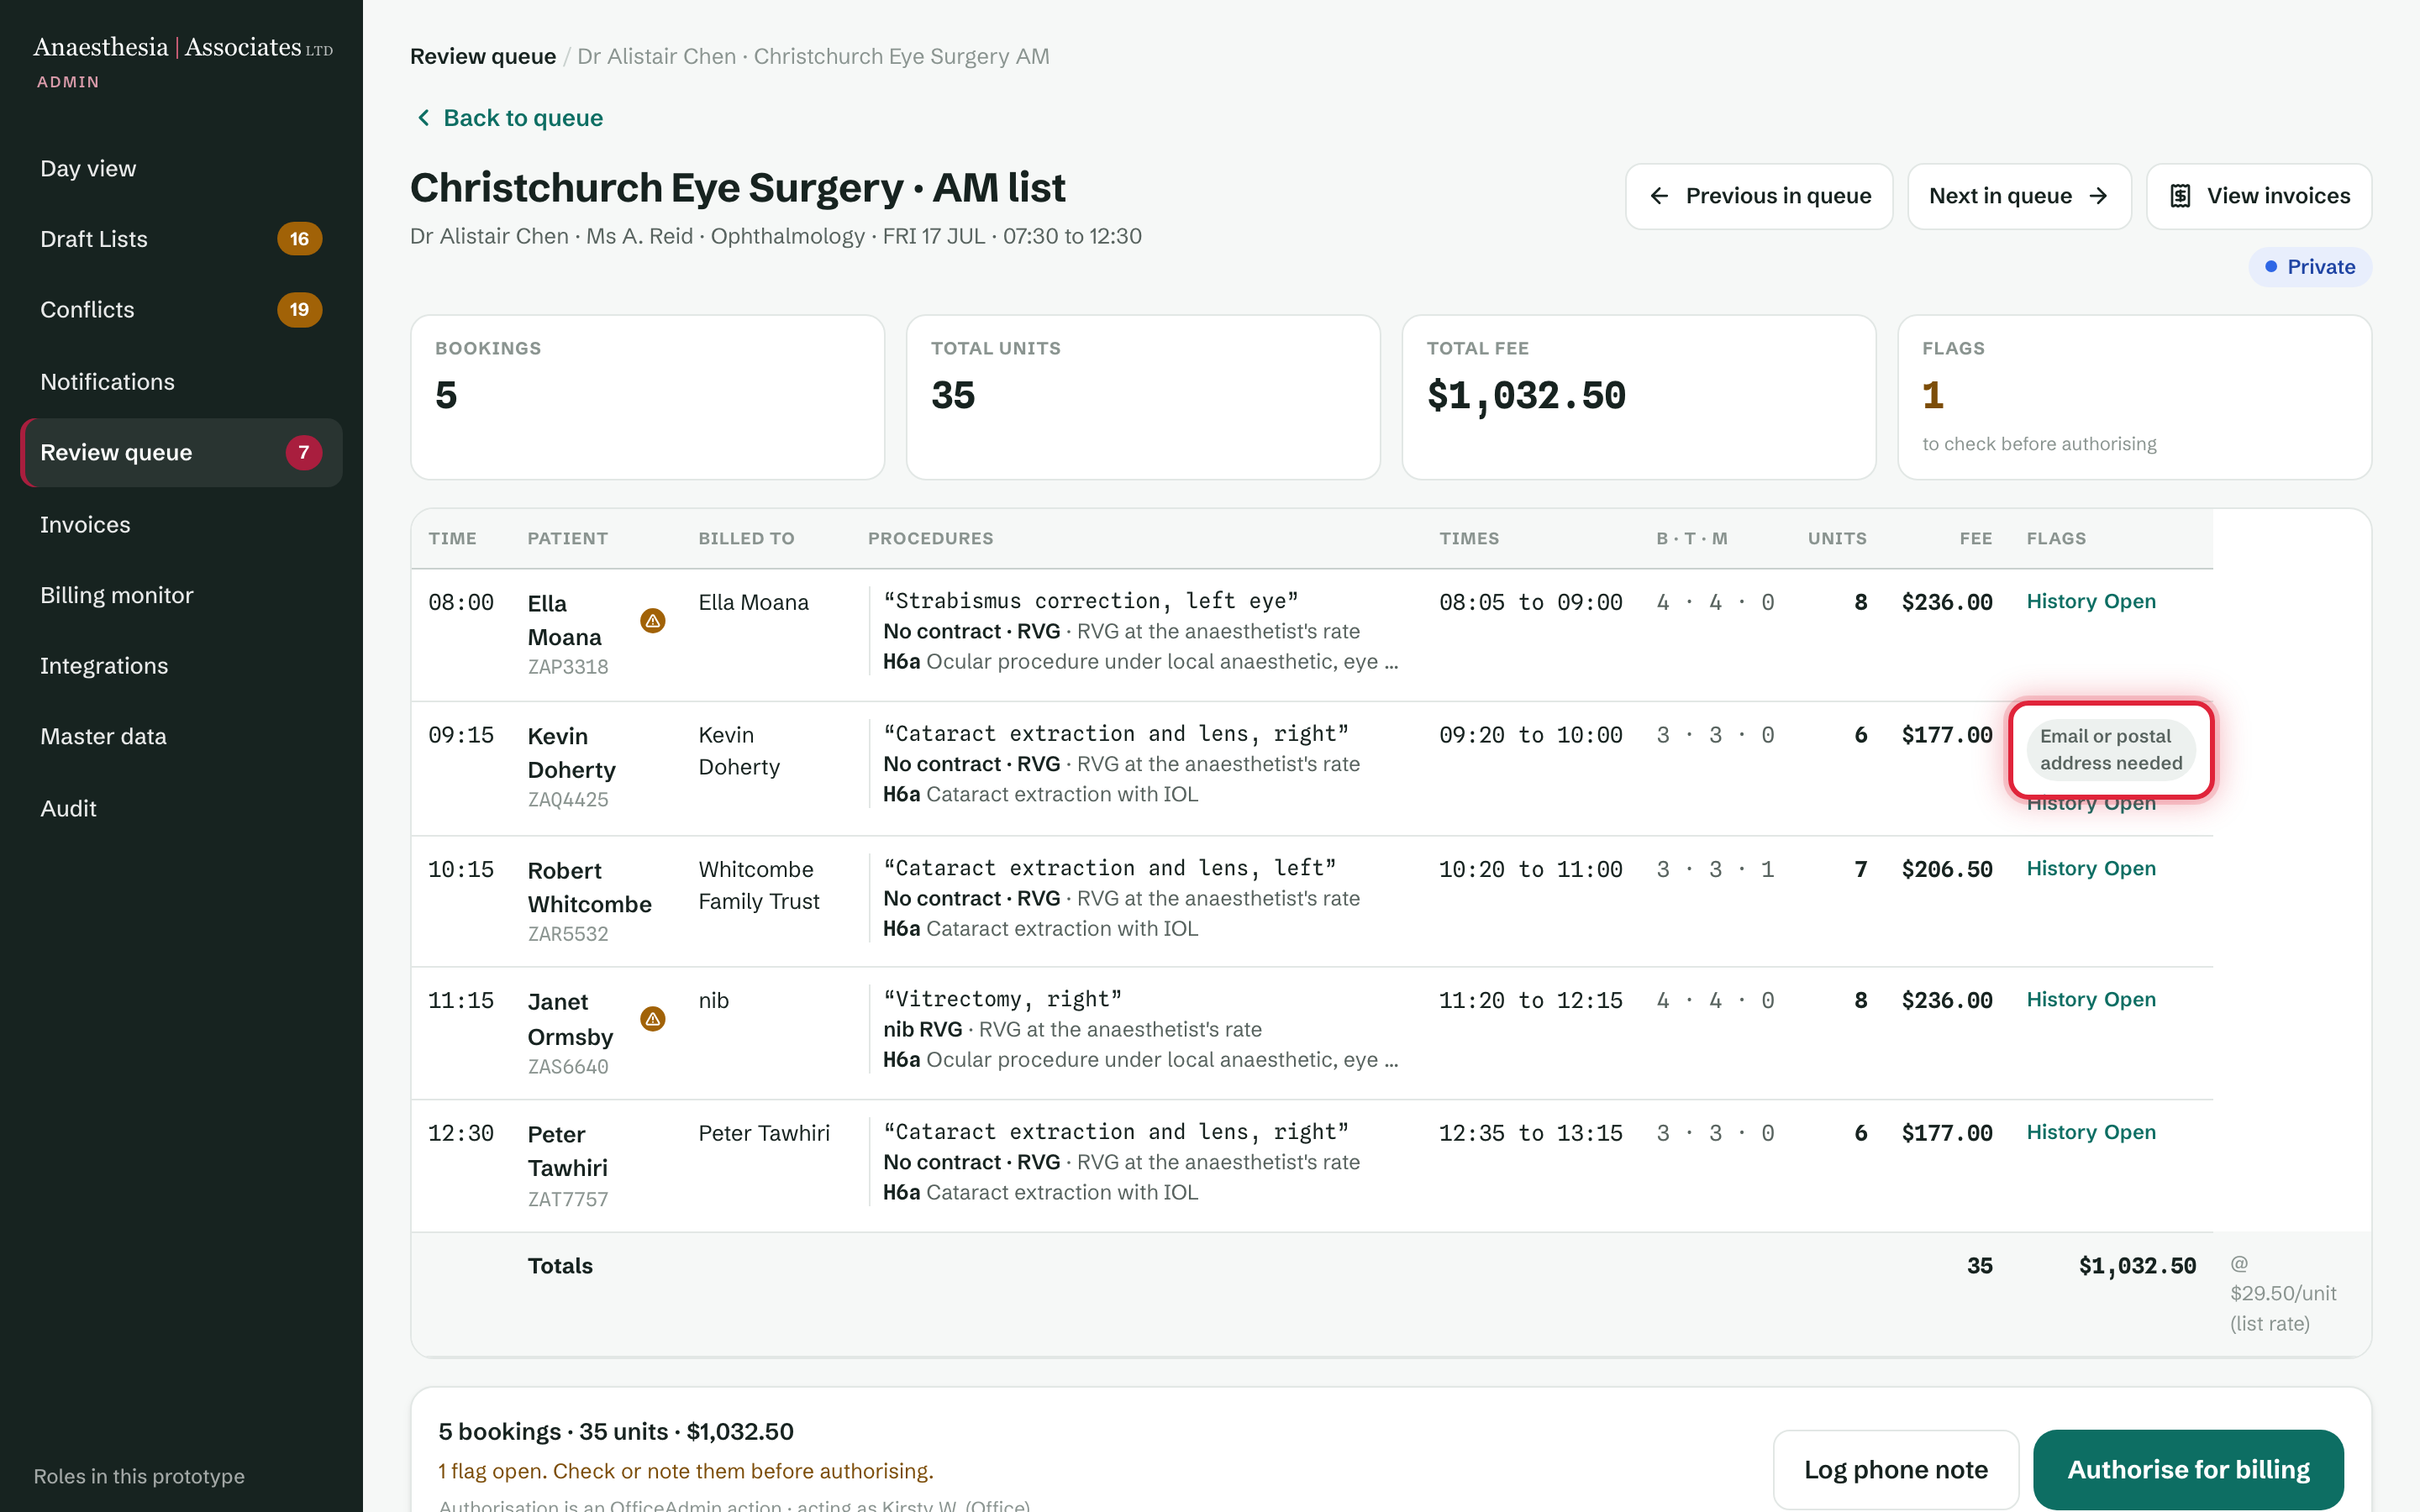 Anaesthesia | Associates LTD
ADMIN
Day view
Draft Lists 16
Conflicts 19
Notifications
Review queue 7
Invoices
Billing monitor
Integrations
Master data
Audit
Roles in this prototype
Review queue / Dr Alistair Chen · Christchurch Eye Surgery AM
Back to queue
Christchurch Eye Surgery · AM list
Dr Alistair Chen · Ms A. Reid · Ophthalmology · FRI 17 JUL · 07:30 to 12:30
← Previous in queue
Next in queue →
View invoices
Private
BOOKINGS
5
TOTAL UNITS
35
TOTAL FEE
$1,032.50
FLAGS
1
to check before authorising
TIME PATIENT BILLED TO PROCEDURES TIMES B · T · M UNITS FEE FLAGS
08:00
Ella
Moana
ZAP3318
Ella Moana
“Strabismus correction, left eye”
No contract · RVG · RVG at the anaesthetist's rate
H6a Ocular procedure under local anaesthetic, eye ...
08:05 to 09:00 4 · 4 · 0 8 $236.00 History Open
09:15
Kevin
Doherty
ZAQ4425
Kevin
Doherty
“Cataract extraction and lens, right”
No contract · RVG · RVG at the anaesthetist's rate
H6a Cataract extraction with IOL
09:20 to 10:00 3 · 3 · 0 6 $177.00
Email or postal
address needed
History Open
10:15
Robert
Whitcombe
ZAR5532
Whitcombe
Family Trust
“Cataract extraction and lens, left”
No contract · RVG · RVG at the anaesthetist's rate
H6a Cataract extraction with IOL
10:20 to 11:00 3 · 3 · 1 7 $206.50 History Open
11:15
Janet
Ormsby
ZAS6640
nib
“Vitrectomy, right”
nib RVG · RVG at the anaesthetist's rate
H6a Ocular procedure under local anaesthetic, eye ...
11:20 to 12:15 4 · 4 · 0 8 $236.00 History Open
12:30
Peter
Tawhiri
ZAT7757
Peter Tawhiri
“Cataract extraction and lens, right”
No contract · RVG · RVG at the anaesthetist's rate
H6a Cataract extraction with IOL
12:35 to 13:15 3 · 3 · 0 6 $177.00 History Open
Totals 35 $1,032.50
@
$29.50/unit
(list rate)
5 bookings · 35 units · $1,032.50
1 flag open. Check or note them before authorising.
Authorisation is an OfficeAdmin action · acting as Kirsty W. (Office)
Log phone note
Authorise for billing